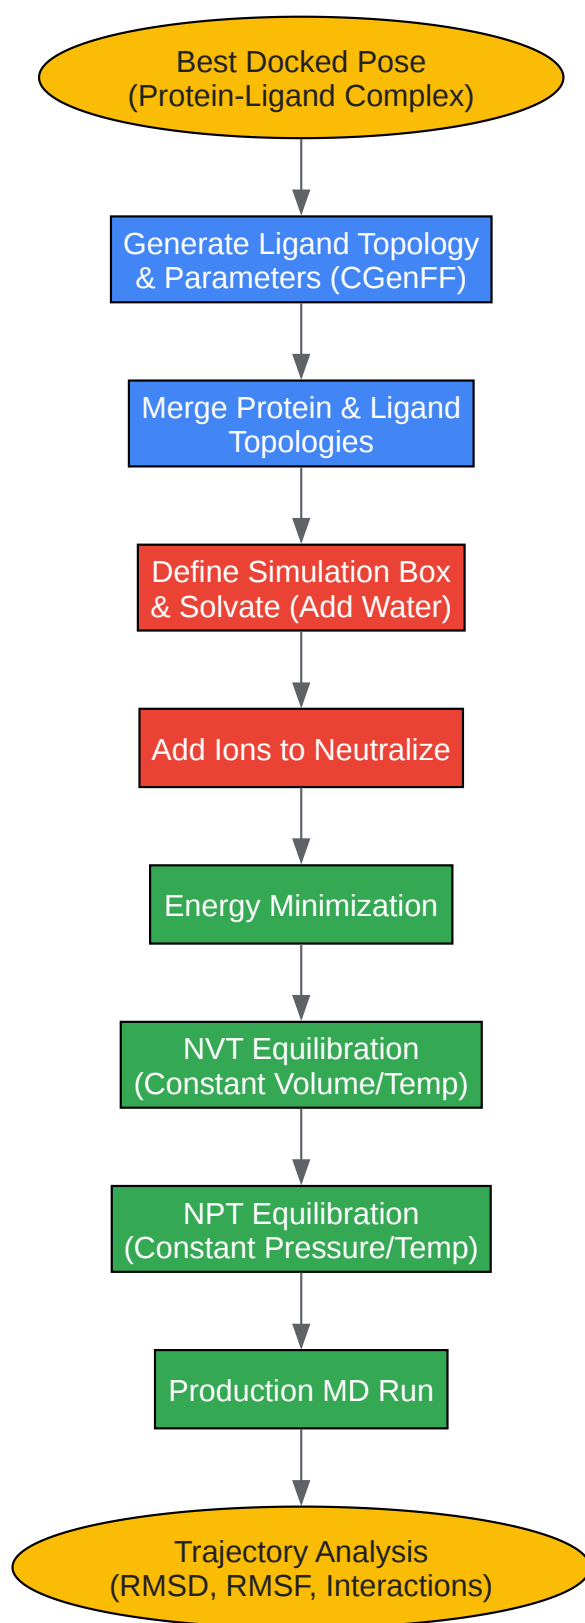 Best Docked Pose
(Protein-Ligand Complex)
Generate Ligand Topology
& Parameters (CGenFF)
Merge Protein & Ligand
Topologies
Define Simulation Box
& Solvate (Add Water)
Add Ions to Neutralize
Energy Minimization
NVT Equilibration
(Constant Volume/Temp)
NPT Equilibration
(Constant Pressure/Temp)
Production MD Run
Trajectory Analysis
(RMSD, RMSF, Interactions)